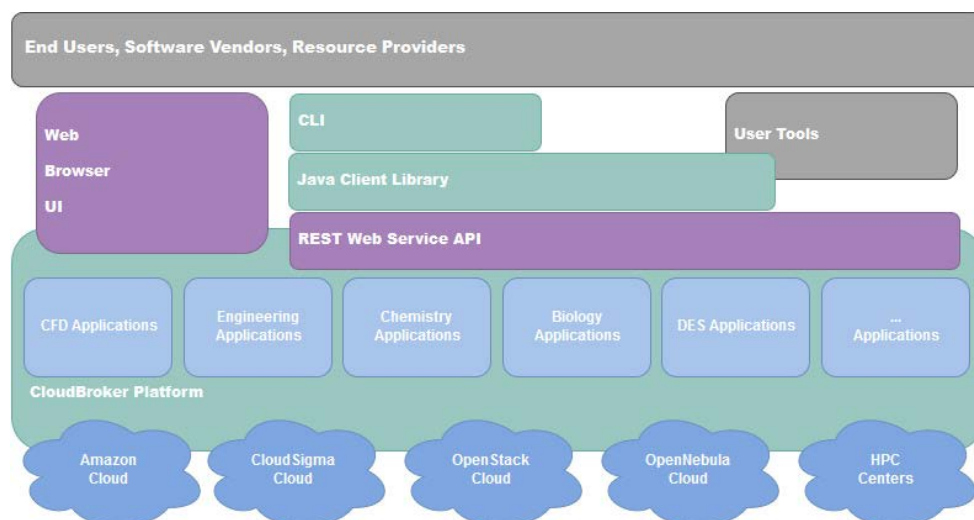 End Users, Software Vendors, Resource Providers
Web
Browser
UI
CLI
User Tools
Java Client Library
REST Web Service API
CFD Applications
Engineering
Applications
Chemistry
Applications
Biology
Applications
DES Applications
...
Applications
CloudBroker Platform
Amazon
Cloud
CloudSigma
Cloud
OpenStack
Cloud
OpenNebula
Cloud
HPC
Centers